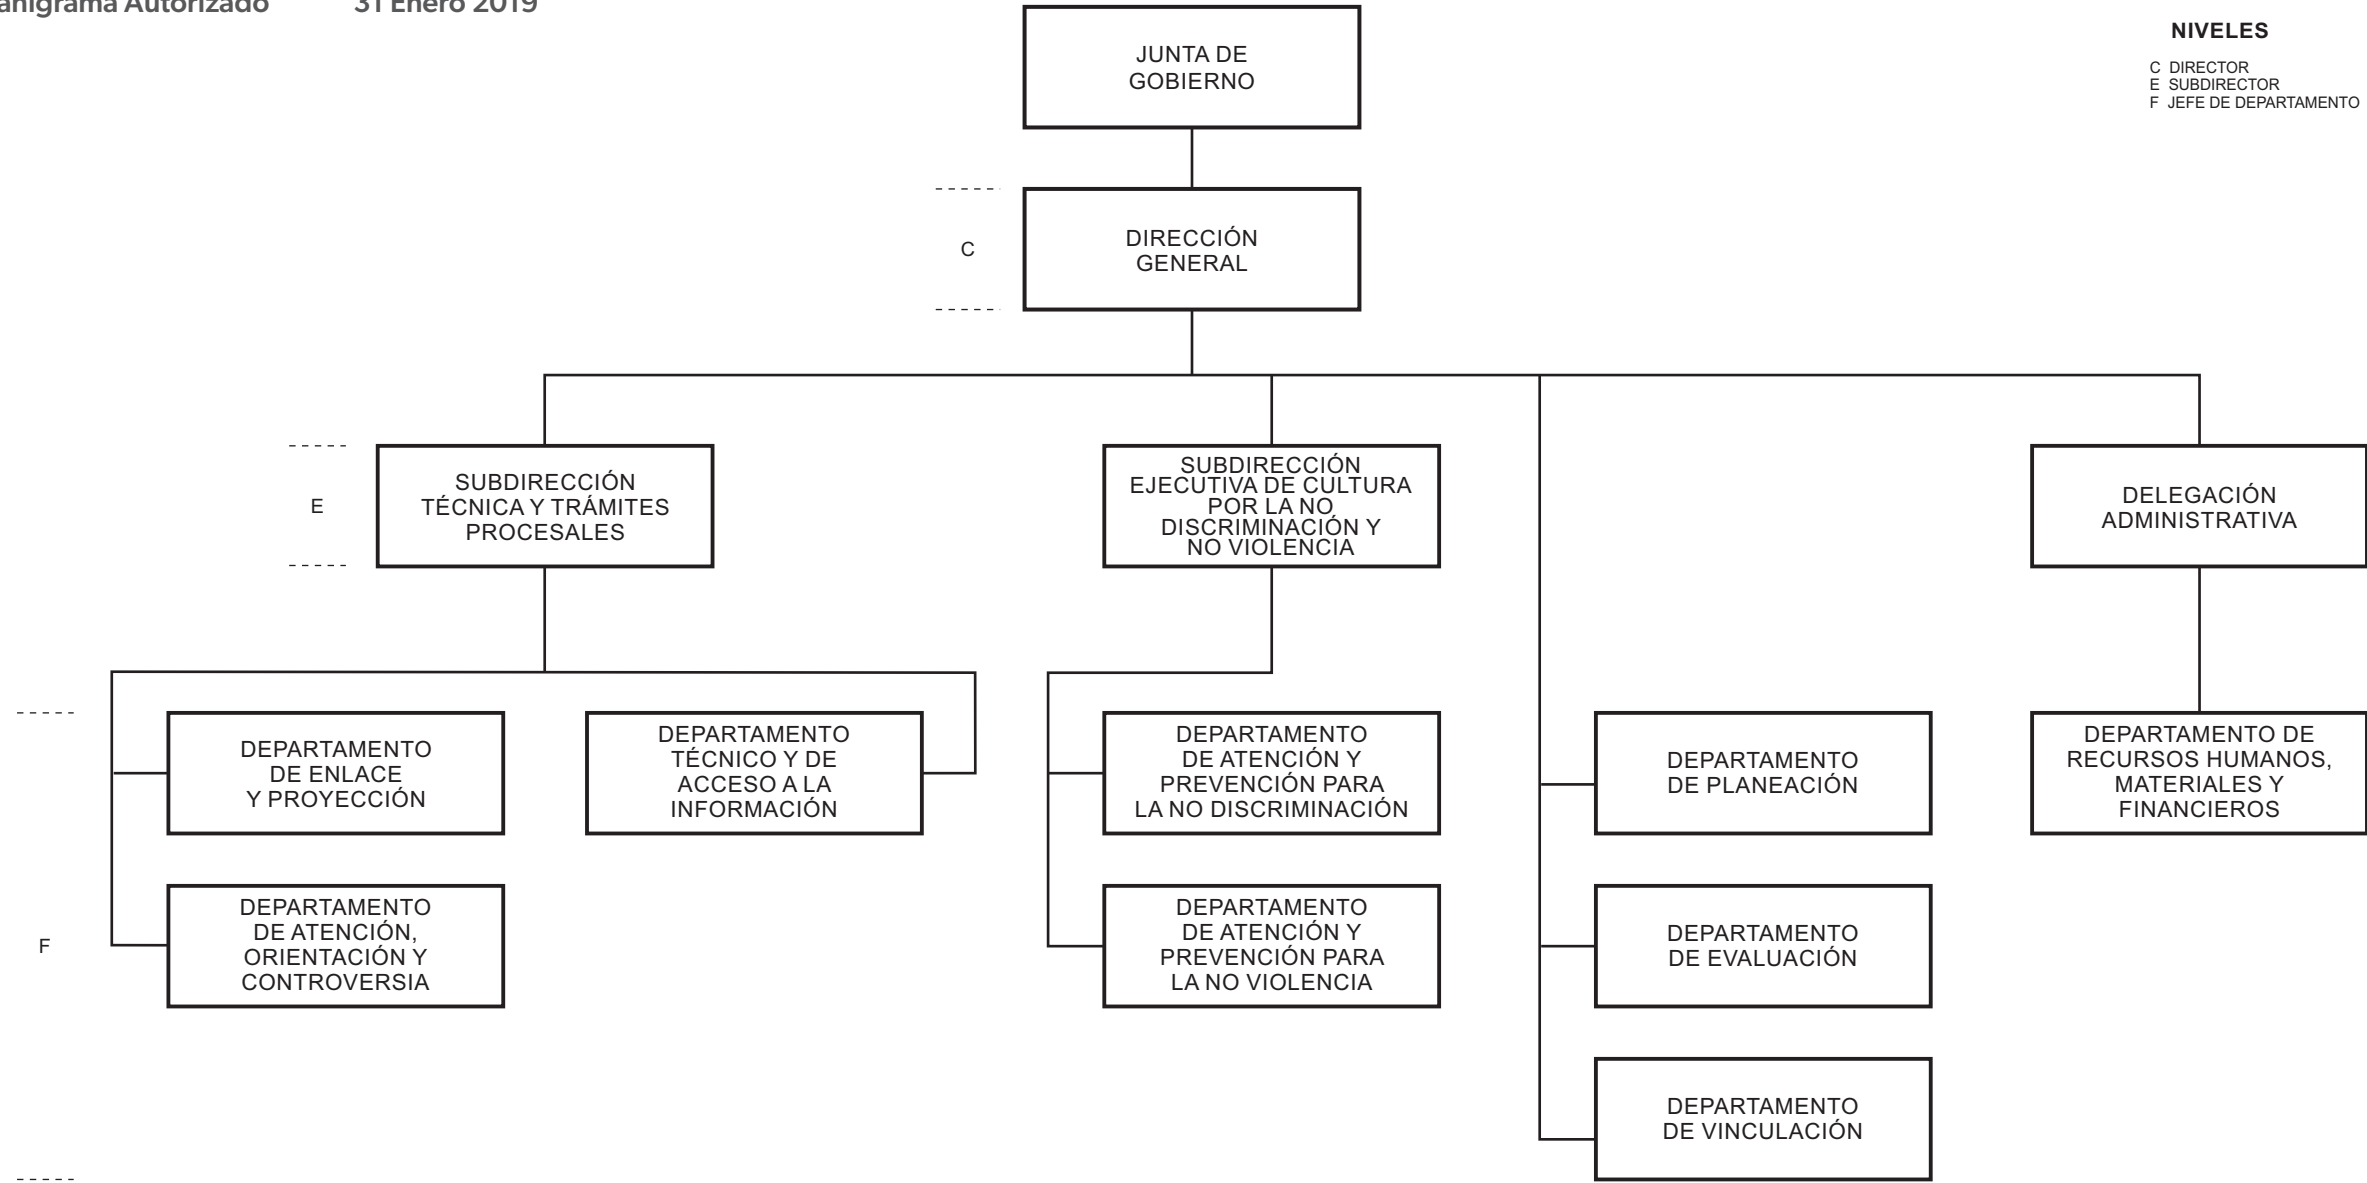 anigrama Autorizado 31 Enero 2019
NIVELES
C DIRECTOR
E SUBDIRECTOR
F JEFE DE DEPARTAMENTO
JUNTA DE
GOBIERNO
C
DIRECCIÓN
GENERAL
E
SUBDIRECCIÓN
TÉCNICA Y TRÁMITES
PROCESALES
SUBDIRECCIÓN
EJECUTIVA DE CULTURA
POR LA NO
DISCRIMINACIÓN Y
NO VIOLENCIA
DELEGACIÓN
ADMINISTRATIVA
DEPARTAMENTO
DE ENLACE
Y PROYECCIÓN
DEPARTAMENTO
TÉCNICO Y DE
ACCESO A LA
INFORMACIÓN
DEPARTAMENTO
DE ATENCIÓN Y
PREVENCIÓN PARA
LA NO DISCRIMINACIÓN
DEPARTAMENTO
DE PLANEACIÓN
DEPARTAMENTO DE
RECURSOS HUMANOS,
MATERIALES Y
FINANCIEROS
F
DEPARTAMENTO
DE ATENCIÓN,
ORIENTACIÓN Y
CONTROVERSIA
DEPARTAMENTO
DE ATENCIÓN Y
PREVENCIÓN PARA
LA NO VIOLENCIA
DEPARTAMENTO
DE EVALUACIÓN
DEPARTAMENTO
DE VINCULACIÓN